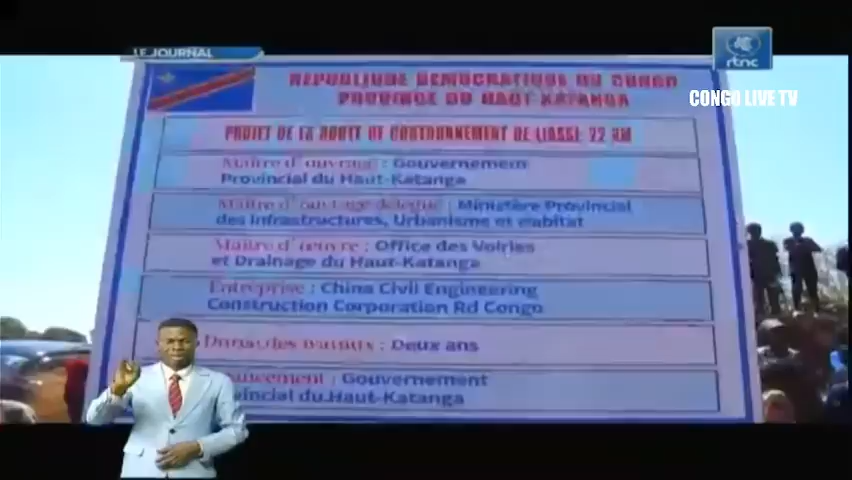 LE JOURNAL
rtnc
CONGO LIVE TV
REPUBLIQUE DEMOCRATIQUE DU CONGO
PROVINCE DU HAUT KATANGA
PROJET DE LA ROUTE DE CONTOURNEMENT DE 22 KM
Maître d'ouvrage : Gouvernement
Provincial du Haut-Katanga
Maître d'ouvrage délégué : Ministère Provincial
des Infrastructures, Urbanisme et Habitat
Maître d'œuvre : Office des Voiries
et Drainage du Haut-Katanga
Entreprise : China Civil Engineering
Construction Corporation Rd Congo
Durée des travaux : Deux ans
Gouvernement
du Haut-Katanga